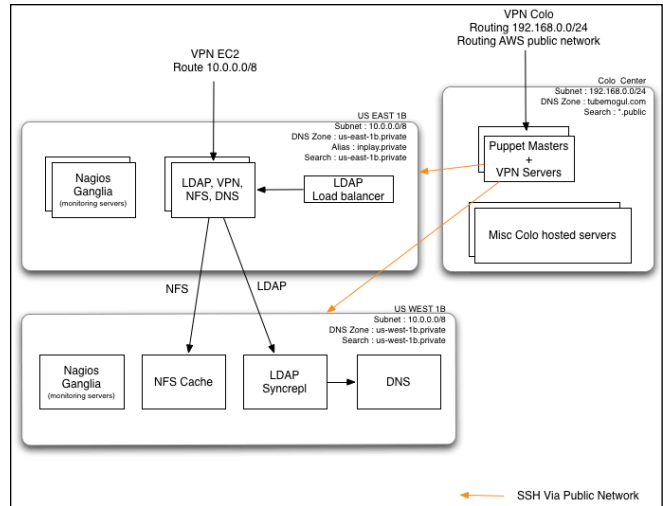 VPN Colo
Routing 192.168.0.0/24
Routing AWS public network
VPN EC2
Route 10.0.0.0/8
Colo Center
Subnet : 192.168.0.0/24
DNS Zone : tubemogul.com
Search : *.public
Puppet Masters
+
VPN Servers
Misc Colo hosted servers
US EAST 1B
Subnet : 10.0.0.0/8
DNS Zone : us-east-1b.private
Alias : inplay.private
Search : us-east-1b.private
Nagios
Ganglia
(monitoring servers)
LDAP, VPN,
NFS, DNS
LDAP
Load balancer
NFS
LDAP
US WEST 1B
Subnet : 10.0.0.0/8
DNS Zone : us-west-1b.private
Search : us-west-1b.private
Nagios
Ganglia
(monitoring servers)
NFS Cache
LDAP
Syncrepl
DNS
SSH Via Public Network